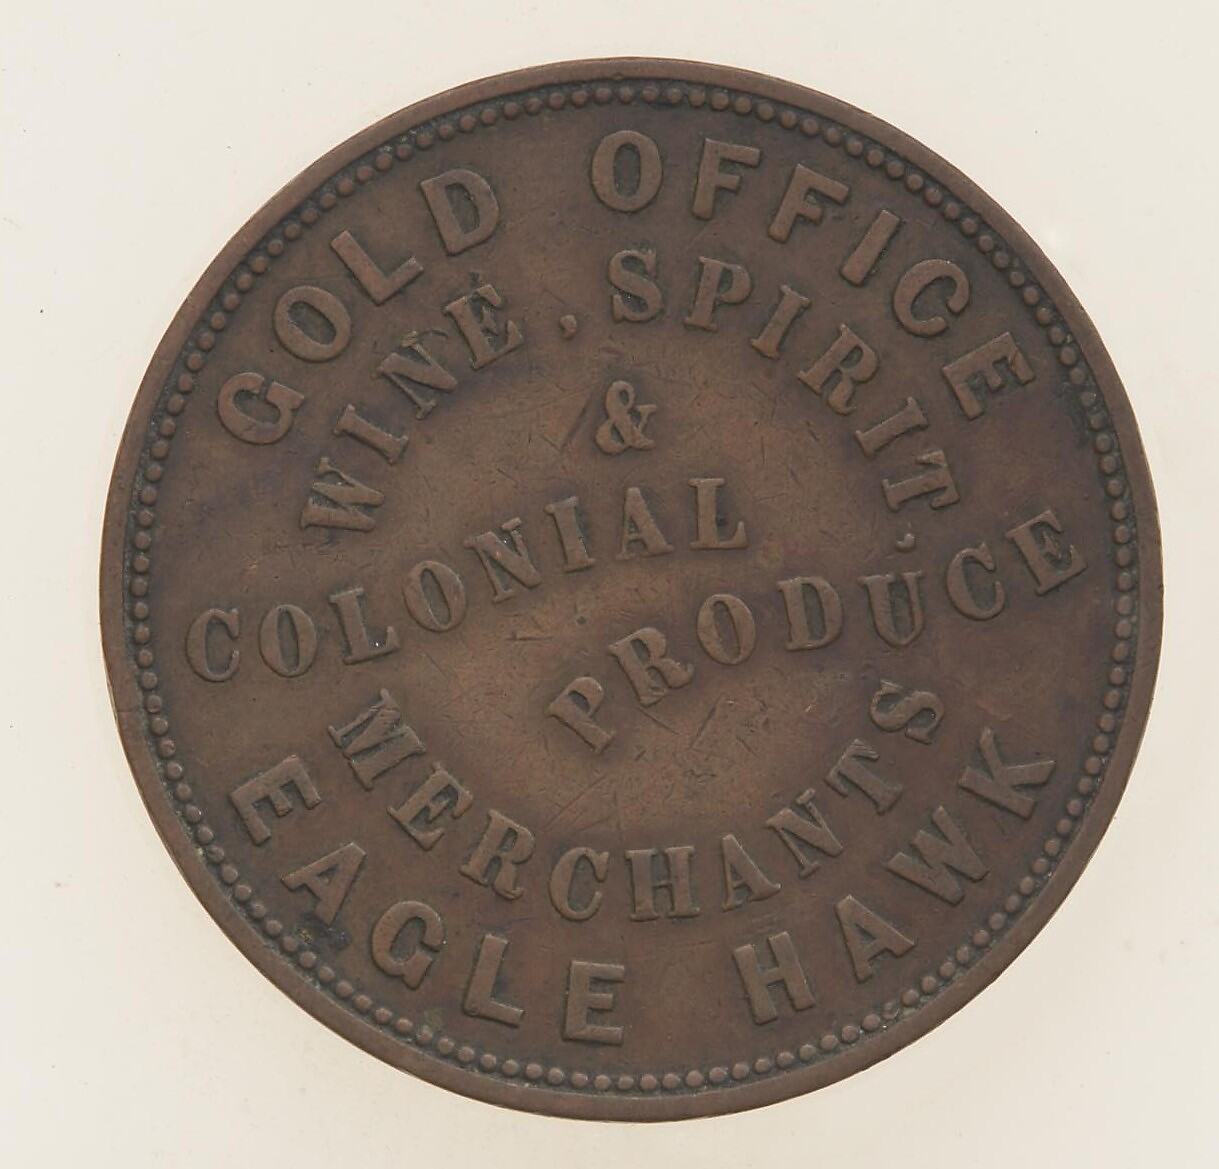 GOLD OFFICE
WINE, SPIRIT,
&
COLONIAL
PRODUCE
MERCHANTS
EAGLE HAWK